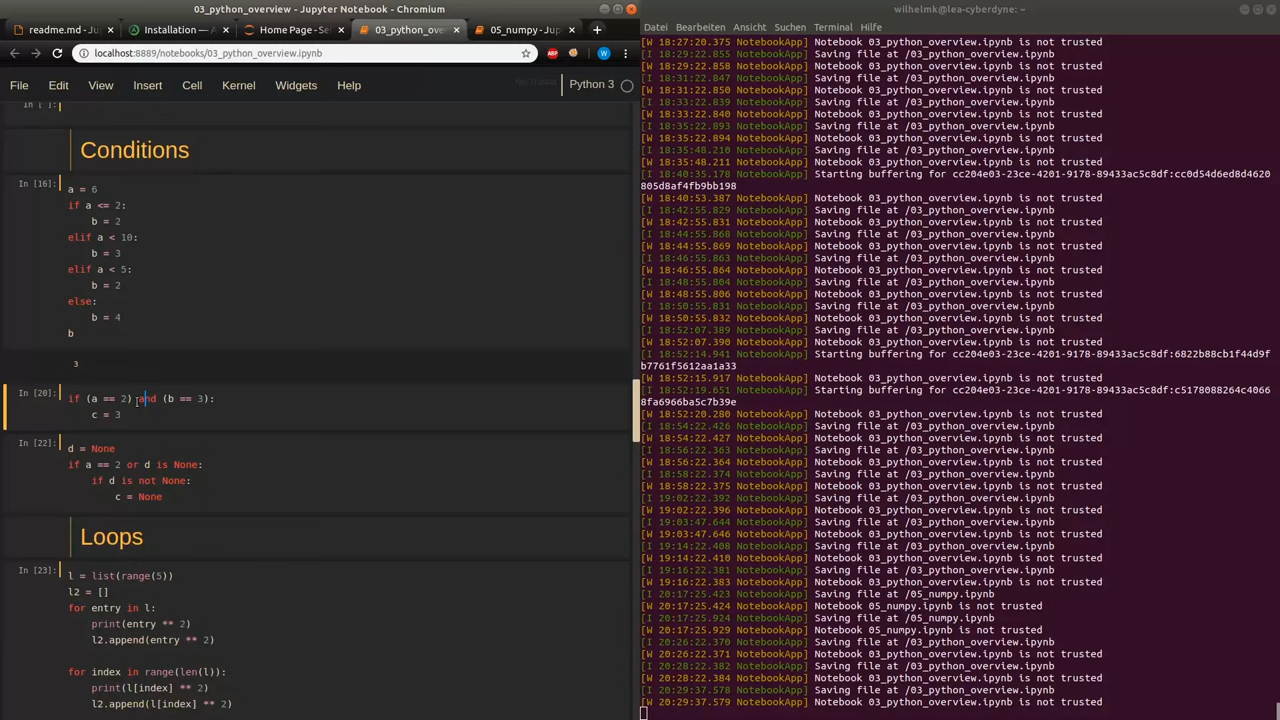 03_python_overview - Jupyter Notebook - Chromium
readme.md - Installation — A Home Page - S 03_python_ove 05_numpy - Jup
localhost:8889/notebooks/03_python_overview.ipynb
ABP W
File Edit View Insert Cell Kernel Widgets Help Python 3
In [ ]:
Conditions
In [16]:
a = 6
if a <= 2:
b = 2
elif a < 10:
b = 3
elif a < 5:
b = 2
else:
b = 4
b
3
In [20]:
if (a == 2) and (b == 3):
c = 3
In [22]:
d = None
if a == 2 or d is None:
if d is not None:
c = None
Loops
In [23]:
l = list(range(5))
l2 = []
for entry in l:
print(entry ** 2)
l2.append(entry ** 2)
for index in range(len(l)):
print(l[index] ** 2)
l2.append(l[index] ** 2)
wilhelmk@lea-cyberdyne: ~
Datei Bearbeiten Ansicht Suchen Terminal Hilfe
[W 18:27:20.375 NotebookApp] Notebook 03_python_overview.ipynb is not trusted
[I 18:29:22.855 NotebookApp] Saving file at /03_python_overview.ipynb
[W 18:29:22.858 NotebookApp] Notebook 03_python_overview.ipynb is not trusted
[I 18:31:22.847 NotebookApp] Saving file at /03_python_overview.ipynb
[W 18:31:22.850 NotebookApp] Notebook 03_python_overview.ipynb is not trusted
[I 18:33:22.839 NotebookApp] Saving file at /03_python_overview.ipynb
[W 18:33:22.840 NotebookApp] Notebook 03_python_overview.ipynb is not trusted
[I 18:35:22.893 NotebookApp] Saving file at /03_python_overview.ipynb
[W 18:35:22.894 NotebookApp] Notebook 03_python_overview.ipynb is not trusted
[I 18:35:48.210 NotebookApp] Saving file at /03_python_overview.ipynb
[W 18:35:48.211 NotebookApp] Notebook 03_python_overview.ipynb is not trusted
[I 18:40:35.178 NotebookApp] Starting buffering for cc204e03-23ce-4201-9178-89433ac5c8df:cc0d54d6ed8d4620
805d8af4fb9bb198
[W 18:40:53.387 NotebookApp] Notebook 03_python_overview.ipynb is not trusted
[I 18:42:55.829 NotebookApp] Saving file at /03_python_overview.ipynb
[W 18:42:55.831 NotebookApp] Notebook 03_python_overview.ipynb is not trusted
[I 18:44:55.868 NotebookApp] Saving file at /03_python_overview.ipynb
[W 18:44:55.869 NotebookApp] Notebook 03_python_overview.ipynb is not trusted
[I 18:46:55.863 NotebookApp] Saving file at /03_python_overview.ipynb
[W 18:46:55.864 NotebookApp] Notebook 03_python_overview.ipynb is not trusted
[I 18:48:55.804 NotebookApp] Saving file at /03_python_overview.ipynb
[W 18:48:55.806 NotebookApp] Notebook 03_python_overview.ipynb is not trusted
[I 18:50:55.831 NotebookApp] Saving file at /03_python_overview.ipynb
[W 18:50:55.832 NotebookApp] Notebook 03_python_overview.ipynb is not trusted
[I 18:52:07.389 NotebookApp] Saving file at /03_python_overview.ipynb
[W 18:52:07.390 NotebookApp] Notebook 03_python_overview.ipynb is not trusted
[I 18:52:14.941 NotebookApp] Starting buffering for cc204e03-23ce-4201-9178-89433ac5c8df:6822b88cb1f44d9f
b7761f5612aa1a33
[W 18:52:15.917 NotebookApp] Notebook 03_python_overview.ipynb is not trusted
[I 18:52:19.651 NotebookApp] Starting buffering for cc204e03-23ce-4201-9178-89433ac5c8df:c5178088264c4066
8fa6966ba5c7b39e
[W 18:52:20.280 NotebookApp] Notebook 03_python_overview.ipynb is not trusted
[I 18:54:22.426 NotebookApp] Saving file at /03_python_overview.ipynb
[W 18:54:22.427 NotebookApp] Notebook 03_python_overview.ipynb is not trusted
[I 18:56:22.363 NotebookApp] Saving file at /03_python_overview.ipynb
[W 18:56:22.364 NotebookApp] Notebook 03_python_overview.ipynb is not trusted
[I 18:58:22.374 NotebookApp] Saving file at /03_python_overview.ipynb
[W 18:58:22.375 NotebookApp] Notebook 03_python_overview.ipynb is not trusted
[I 19:02:22.392 NotebookApp] Saving file at /03_python_overview.ipynb
[W 19:02:22.396 NotebookApp] Notebook 03_python_overview.ipynb is not trusted
[I 19:03:47.644 NotebookApp] Saving file at /03_python_overview.ipynb
[W 19:03:47.646 NotebookApp] Notebook 03_python_overview.ipynb is not trusted
[I 19:14:22.408 NotebookApp] Saving file at /03_python_overview.ipynb
[W 19:14:22.410 NotebookApp] Notebook 03_python_overview.ipynb is not trusted
[I 19:16:22.381 NotebookApp] Saving file at /03_python_overview.ipynb
[W 19:16:22.383 NotebookApp] Notebook 03_python_overview.ipynb is not trusted
[I 20:17:25.423 NotebookApp] Saving file at /05_numpy.ipynb
[W 20:17:25.424 NotebookApp] Notebook 05_numpy.ipynb is not trusted
[I 20:17:25.924 NotebookApp] Saving file at /05_numpy.ipynb
[W 20:17:25.929 NotebookApp] Notebook 05_numpy.ipynb is not trusted
[I 20:26:22.370 NotebookApp] Saving file at /03_python_overview.ipynb
[W 20:26:22.371 NotebookApp] Notebook 03_python_overview.ipynb is not trusted
[I 20:28:22.382 NotebookApp] Saving file at /03_python_overview.ipynb
[W 20:28:22.384 NotebookApp] Notebook 03_python_overview.ipynb is not trusted
[I 20:29:37.578 NotebookApp] Saving file at /03_python_overview.ipynb
[W 20:29:37.579 NotebookApp] Notebook 03_python_overview.ipynb is not trusted